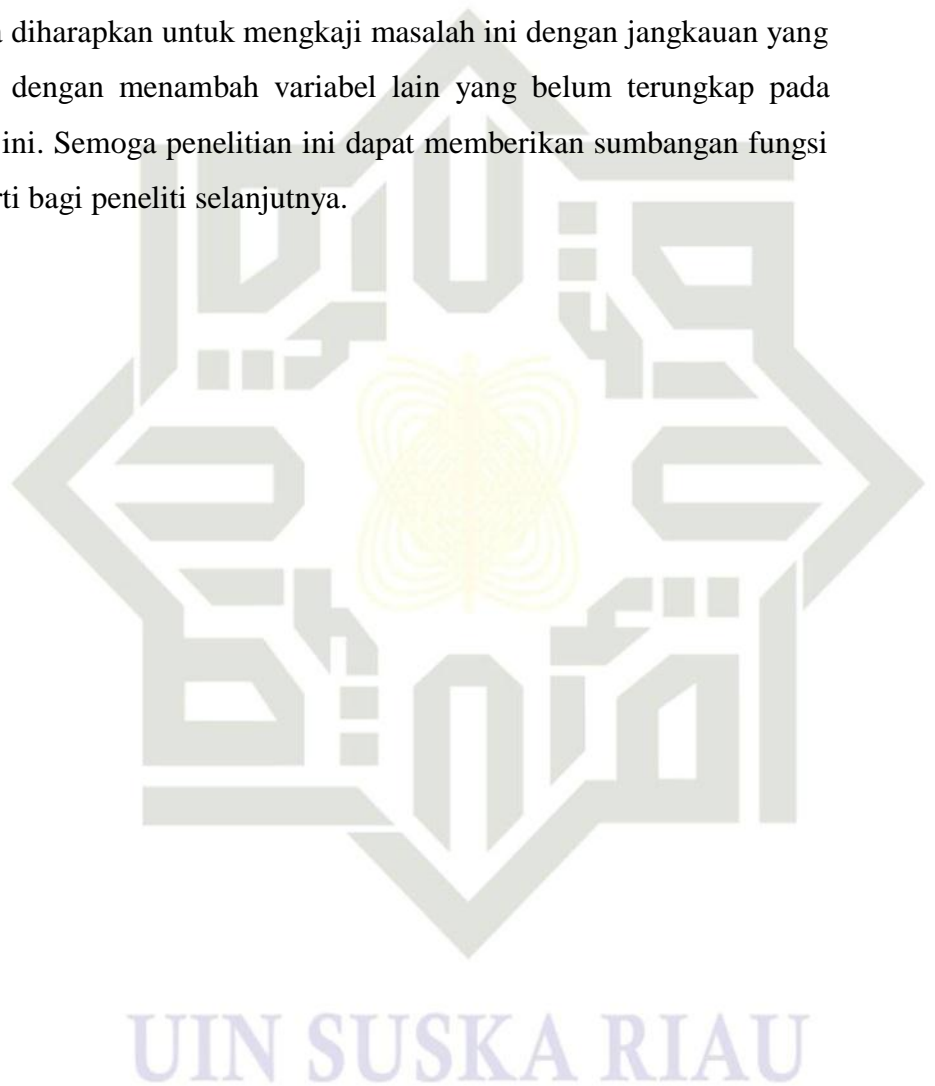 diharapkan untuk mengkaji masalah ini dengan jangkauan yang
dengan menambah variabel lain yang belum terungkap pada
ini. Semoga penelitian ini dapat memberikan sumbangan fungsi
bagi peneliti selanjutnya.
UIN SUSKA RIAU